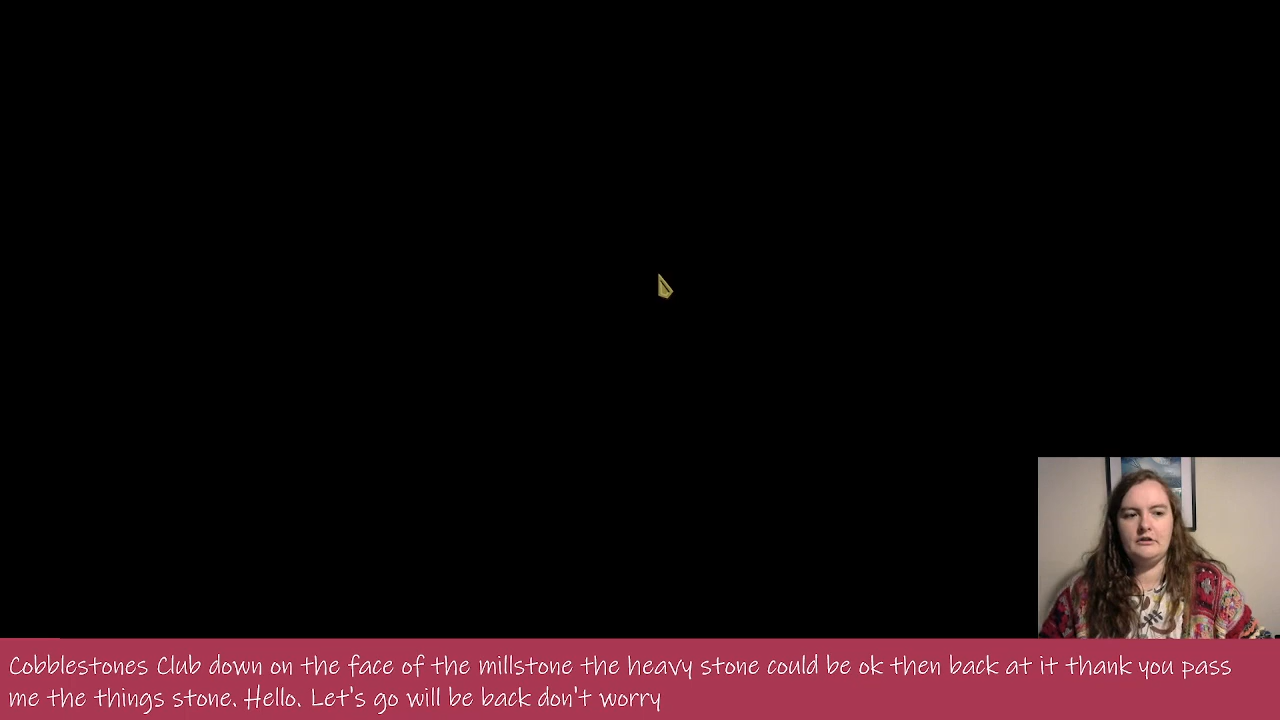 Cobblestones Club down on the face of the millstone the heavy stone could be ok then back at it thank you pass
me the things stone. Hello. Let's go will be back don't worry